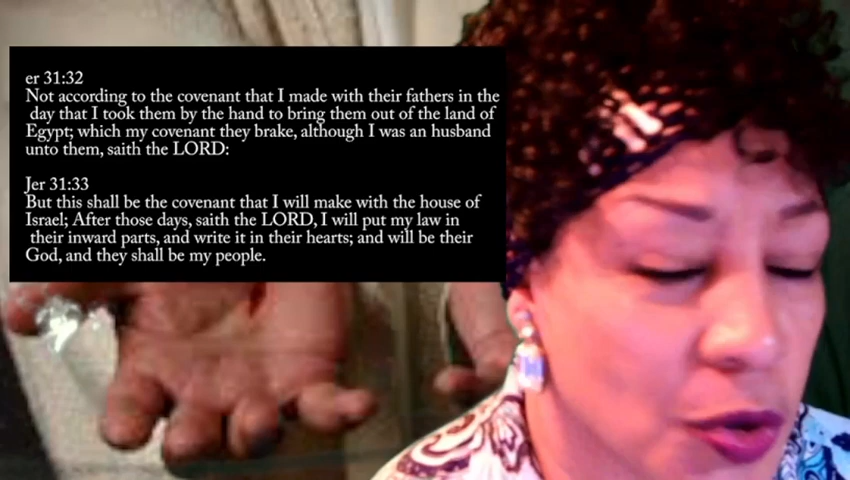 er 31:32
Not according to the covenant that I made with their fathers in the
day that I took them by the hand to bring them out of the land of
Egypt; which my covenant they brake, although I was an husband
unto them, saith the LORD:
Jer 31:33
But this shall be the covenant that I will make with the house of
Israel; After those days, saith the LORD, I will put my law in
their inward parts, and write it in their hearts; and will be their
God, and they shall be my people.